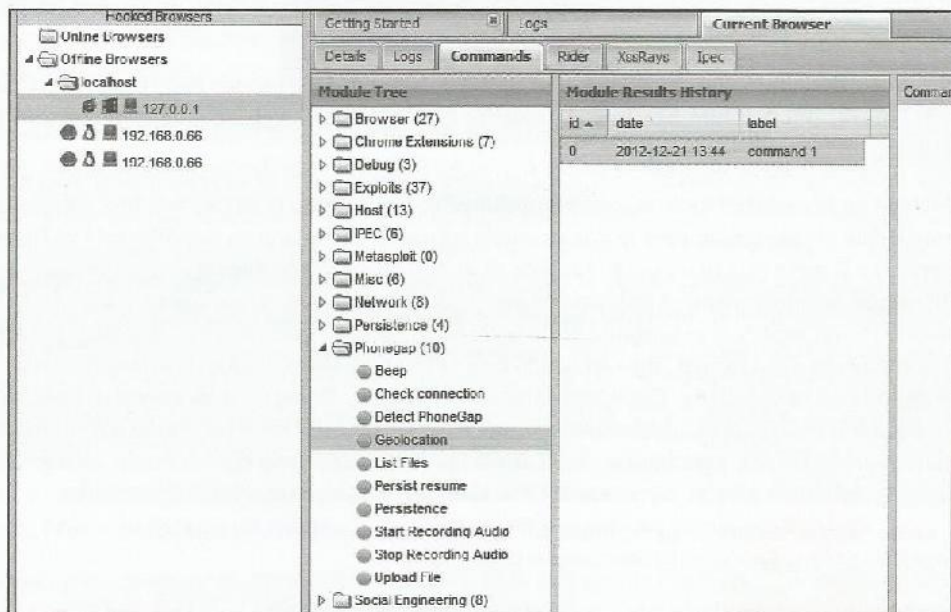 Hooked Browsers
Online Browsers
Offline Browsers
localhost
127.0.0.1
192.168.0.66
192.168.0.66
Getting Started
Logs
Current Browser
Details
Logs
Commands
Rider
XssRays
Ipec
Module Tree
Browser (27)
Chrome Extensions (7)
Debug (3)
Exploits (37)
Host (13)
IPEC (6)
Metasploit (0)
Misc (6)
Network (8)
Persistence (4)
Phonegap (10)
Beep
Check connection
Detect PhoneGap
Geolocation
List Files
Persist resume
Persistence
Start Recording Audio
Stop Recording Audio
Upload File
Social Engineering (8)
Module Results History
id date label
0 2012-12-21 13:44 command 1
Comman